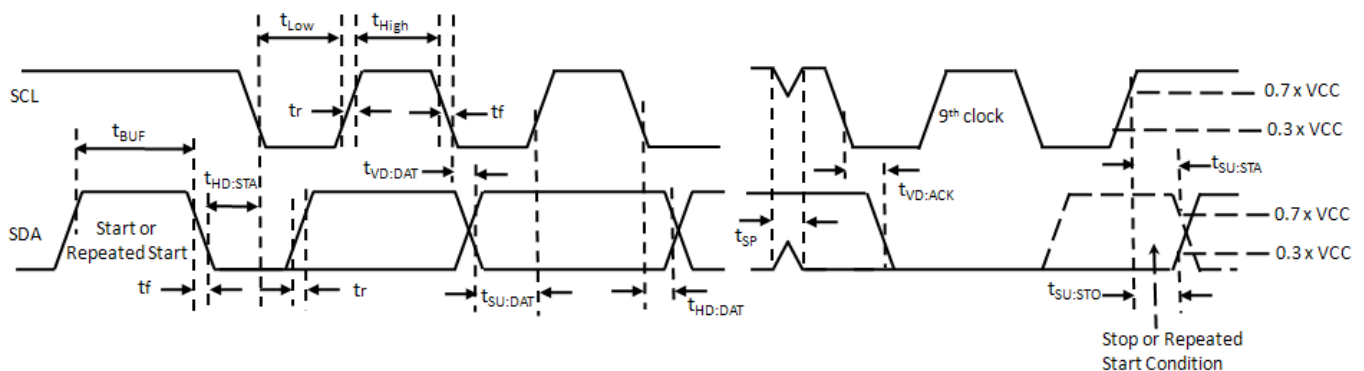 tLow
tHigh
SCL
tr
tf
9th clock
0.7 x VCC
0.3 x VCC
tBUF
tHD:STA
tVD:DAT
tVD:ACK
tSU:STA
SDA
Start or
Repeated Start
tSP
0.7 x VCC
0.3 x VCC
tf
tr
tSU:DAT
tHD:DAT
tSU:STO
Stop or Repeated
Start Condition